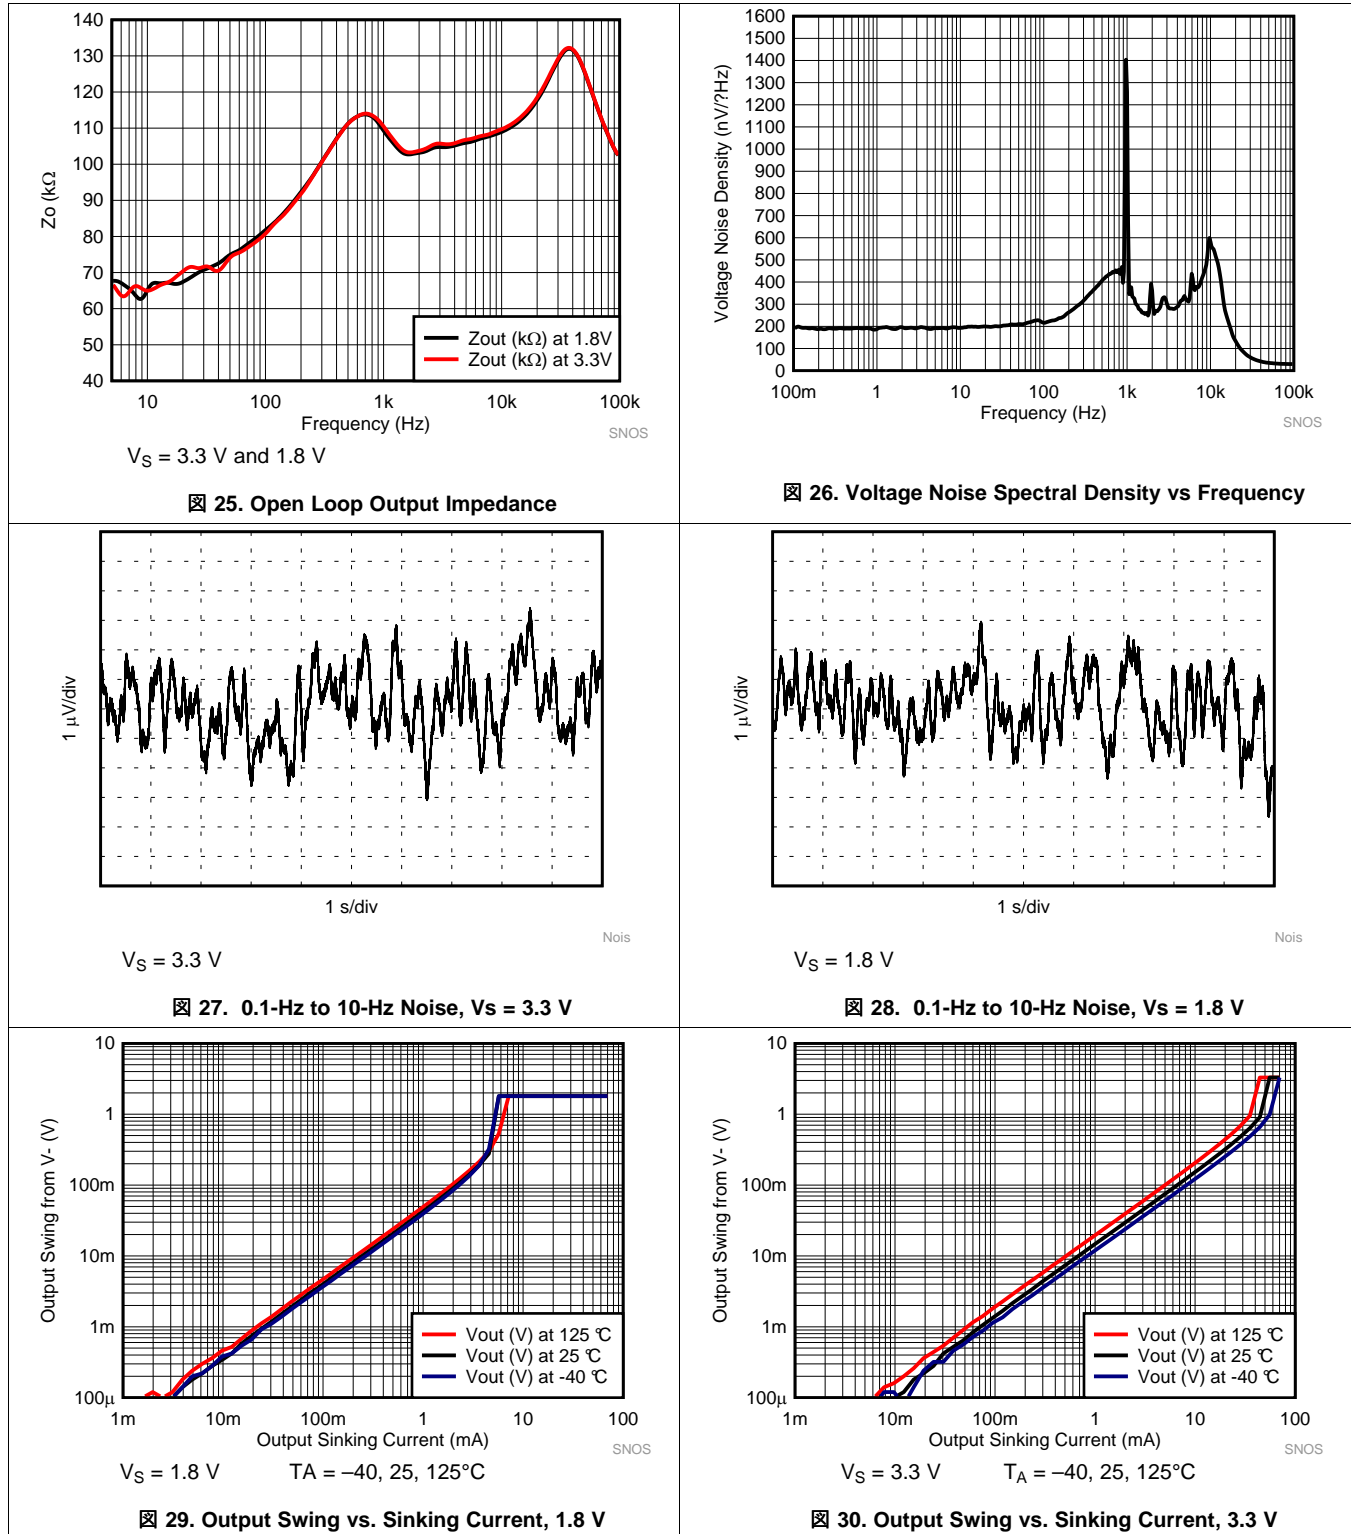 140
130
120
110
100
90
80
70
60
50
40
Zo (kΩ
Zout (kΩ) at 1.8V
Zout (kΩ) at 3.3V
10 100 1k 10k 100k
Frequency (Hz)
SNOS
VS = 3.3 V and 1.8 V
図 25. Open Loop Output Impedance
1600
1500
1400
1300
1200
1100
1000
900
800
700
600
500
400
300
200
100
0
Voltage Noise Density (nV/?Hz)
100m 1 10 100 1k 10k 100k
Frequency (Hz)
SNOS
図 26. Voltage Noise Spectral Density vs Frequency
1 μV/div
1 s/div
Nois
VS = 3.3 V
図 27. 0.1-Hz to 10-Hz Noise, Vs = 3.3 V
1 μV/div
1 s/div
Nois
VS = 1.8 V
図 28. 0.1-Hz to 10-Hz Noise, Vs = 1.8 V
10
1
100m
10m
1m
100μ
Output Swing from V- (V)
Vout (V) at 125 °C
Vout (V) at 25 °C
Vout (V) at -40 °C
1m 10m 100m 1 10 100
Output Sinking Current (mA)
SNOS
VS = 1.8 V TA = –40, 25, 125°C
図 29. Output Swing vs. Sinking Current, 1.8 V
10
1
100m
10m
1m
100μ
Output Swing from V- (V)
Vout (V) at 125 °C
Vout (V) at 25 °C
Vout (V) at -40 °C
1m 10m 100m 1 10 100
Output Sinking Current (mA)
SNOS
VS = 3.3 V TA = –40, 25, 125°C
図 30. Output Swing vs. Sinking Current, 3.3 V